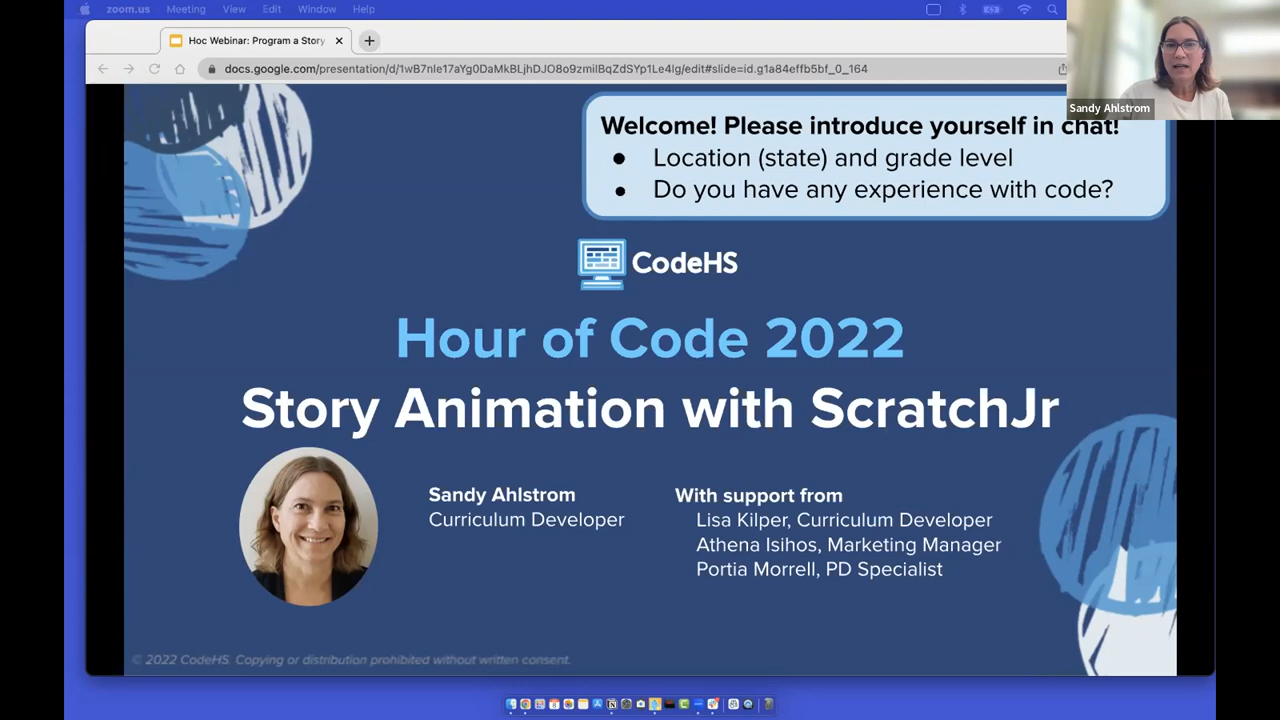 zoom.us Meeting View Edit Window Help
Hoc Webinar: Program a Story
docs.google.com/presentation/d/1wB7nIe17aYg0raMkBLjhDJO8o9zmiIBqZdSYp1Le4Ig/edit#slide=id.g1a84effb5bf_0_164
Sandy Ahlstrom
Welcome! Please introduce yourself in chat!
● Location (state) and grade level
● Do you have any experience with code?
CodeHS
Hour of Code 2022
Story Animation with ScratchJr
Sandy Ahlstrom
Curriculum Developer
With support from
Lisa Kilper, Curriculum Developer
Athena Isihos, Marketing Manager
Portia Morrell, PD Specialist
© 2022 CodeHS. Copying or distribution prohibited without written consent.